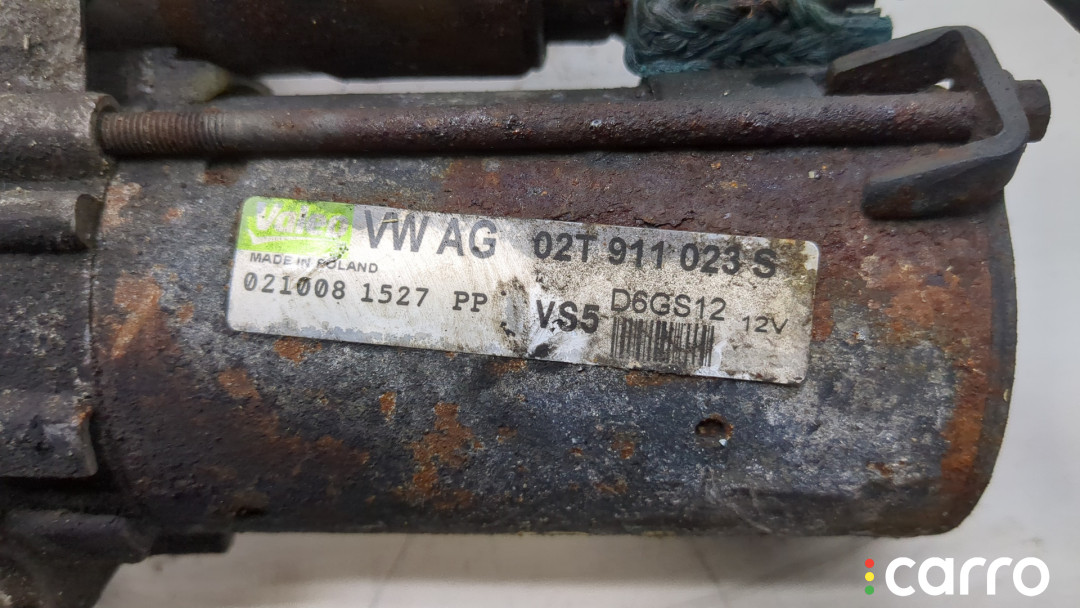 Valeo VW AG 02T 911 023 S
MADE IN POLAND
021008 1527 PP VS5 D6GS12 12V
carro